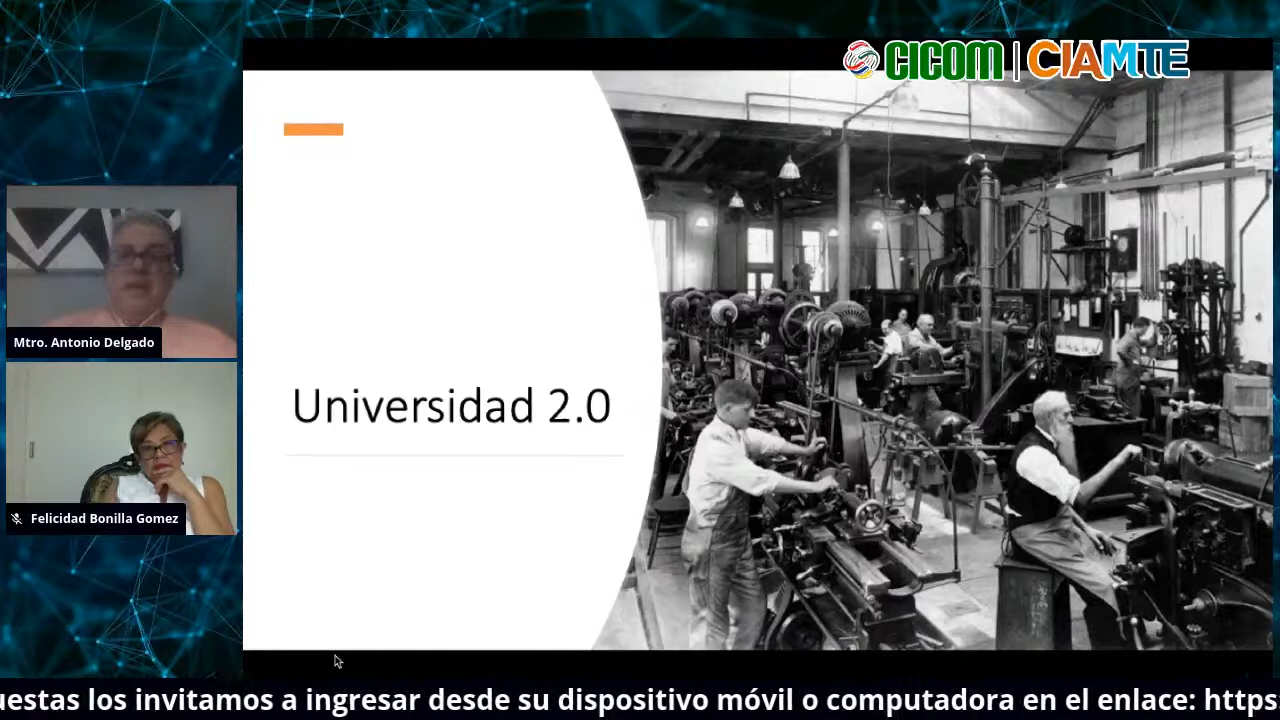 CICOM | CIAMTE
Universidad 2.0
Mtro. Antonio Delgado
Felicidad Bonilla Gomez
uestas los invitamos a ingresar desde su dispositivo móvil o computadora en el enlace: https